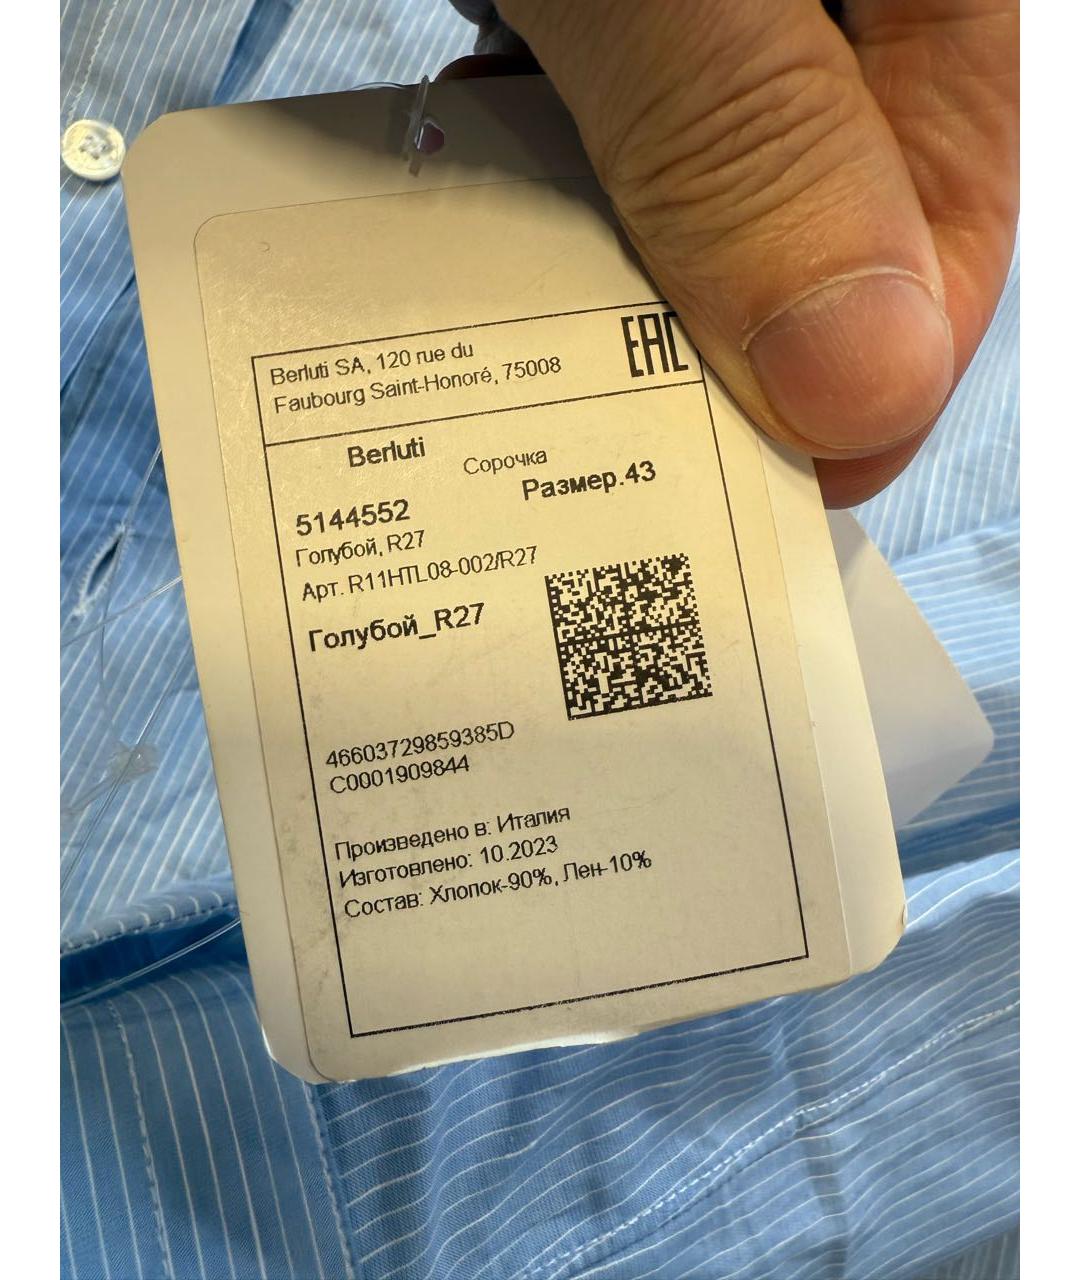 Berluti SA, 120 rue du
Faubourg Saint-Honoré, 75008
EAC
Berluti
Сорочка
5144552
Размер.43
Голубой, R27
Арт. R11HTL08-002/R27
Голубой_R27
46603729859385D
C0001909844
Произведено в: Италия
Изготовлено: 10.2023
Состав: Хлопок-90%, Лен-10%